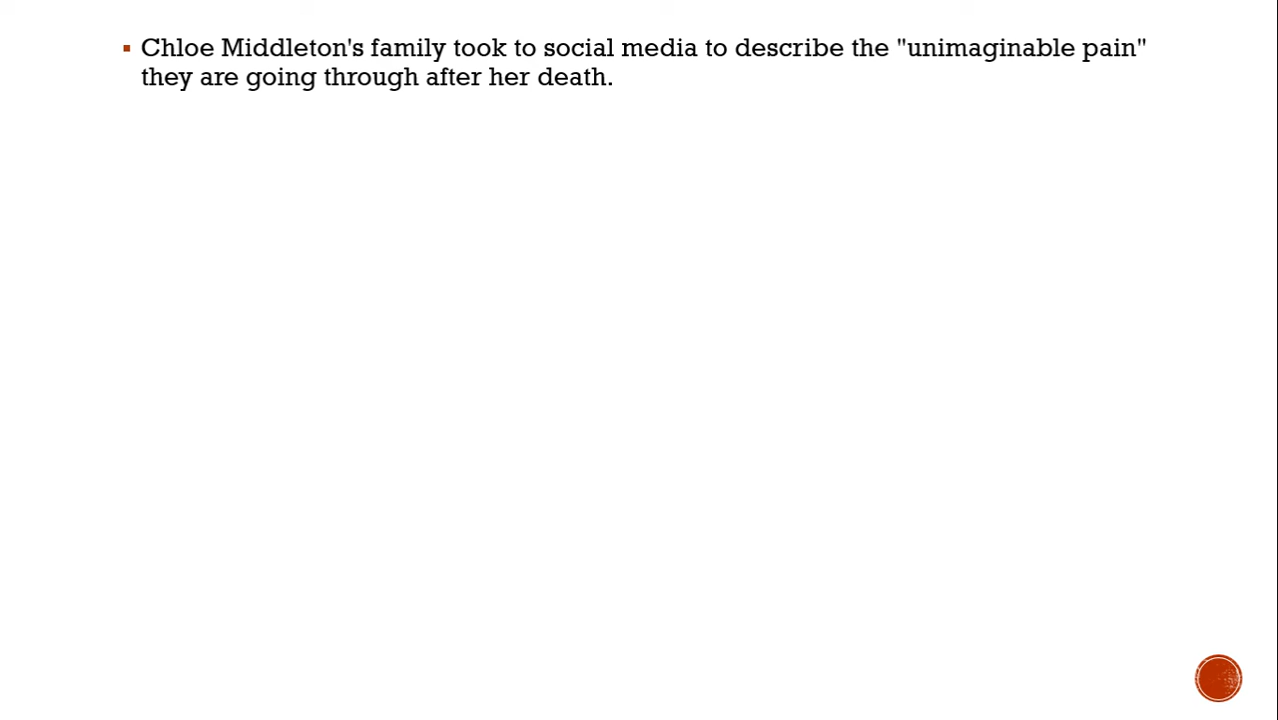 ▪ Chloe Middleton's family took to social media to describe the "unimaginable pain"
they are going through after her death.